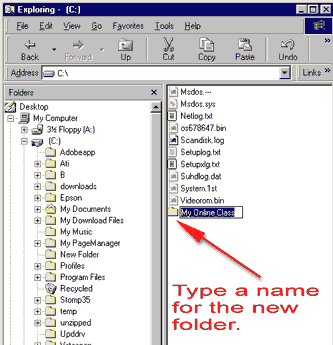 Exploring - (C:)
File Edit View Go Favorites Tools Help
Back Forward Up Cut Copy Paste Undo
Address C:\ Links »
Folders
Desktop
My Computer
3½ Floppy (A:)
(C:)
Adobeapp
Ati
B
downloads
Epson
My Documents
My Download Files
My Music
My PageManager
New Folder
Profiles
Program Files
Recycled
Stomp35
temp
unzipped
Upddrv
Msdos.---
Msdos.sys
Netlog.txt
os678647.bin
Scandisk.log
Setuplog.txt
Setupxlg.txt
Suhdlog.dat
System.1st
Videorom.bin
My Online Class
Type a name
for the new
folder.